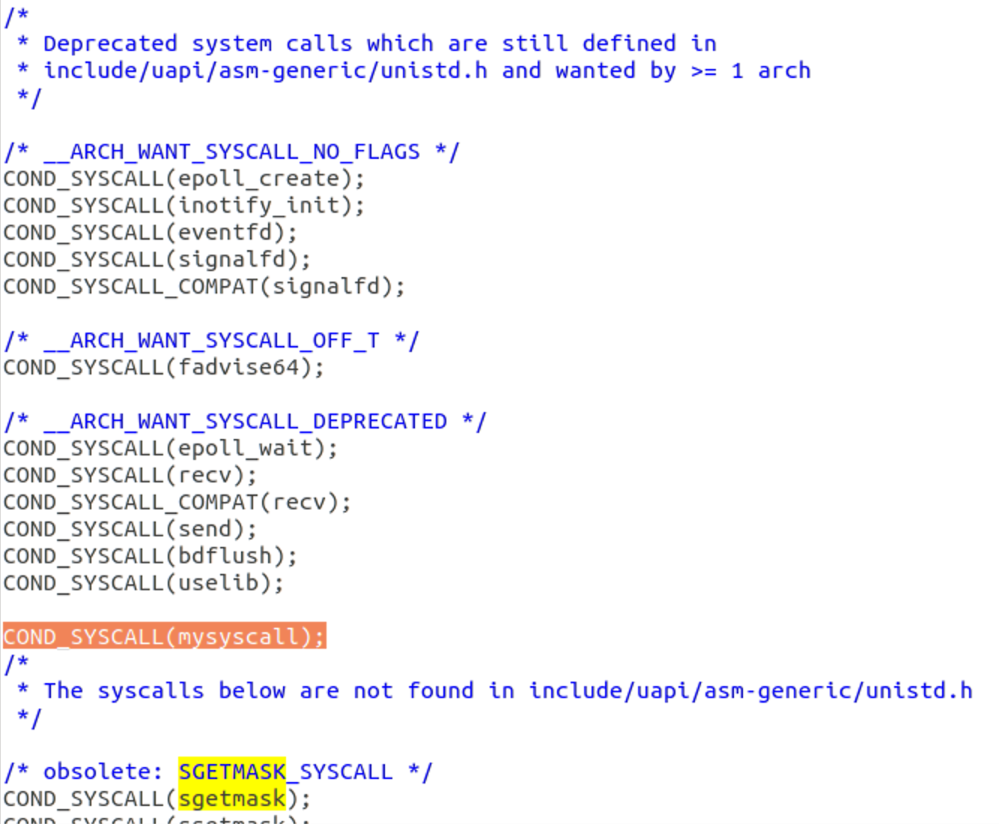 /*
 * Deprecated system calls which are still defined in
 * include/uapi/asm-generic/unistd.h and wanted by >= 1 arch
 */
/* __ARCH_WANT_SYSCALL_NO_FLAGS */
COND_SYSCALL(epoll_create);
COND_SYSCALL(inotify_init);
COND_SYSCALL(eventfd);
COND_SYSCALL(signalfd);
COND_SYSCALL_COMPAT(signalfd);
/* __ARCH_WANT_SYSCALL_OFF_T */
COND_SYSCALL(fadvise64);
/* __ARCH_WANT_SYSCALL_DEPRECATED */
COND_SYSCALL(epoll_wait);
COND_SYSCALL(recv);
COND_SYSCALL_COMPAT(recv);
COND_SYSCALL(send);
COND_SYSCALL(bdflush);
COND_SYSCALL(uselib);
COND_SYSCALL(mysyscall);
/*
 * The syscalls below are not found in include/uapi/asm-generic/unistd.h
 */
/* obsolete: SGETMASK_SYSCALL */
COND_SYSCALL(sgetmask);